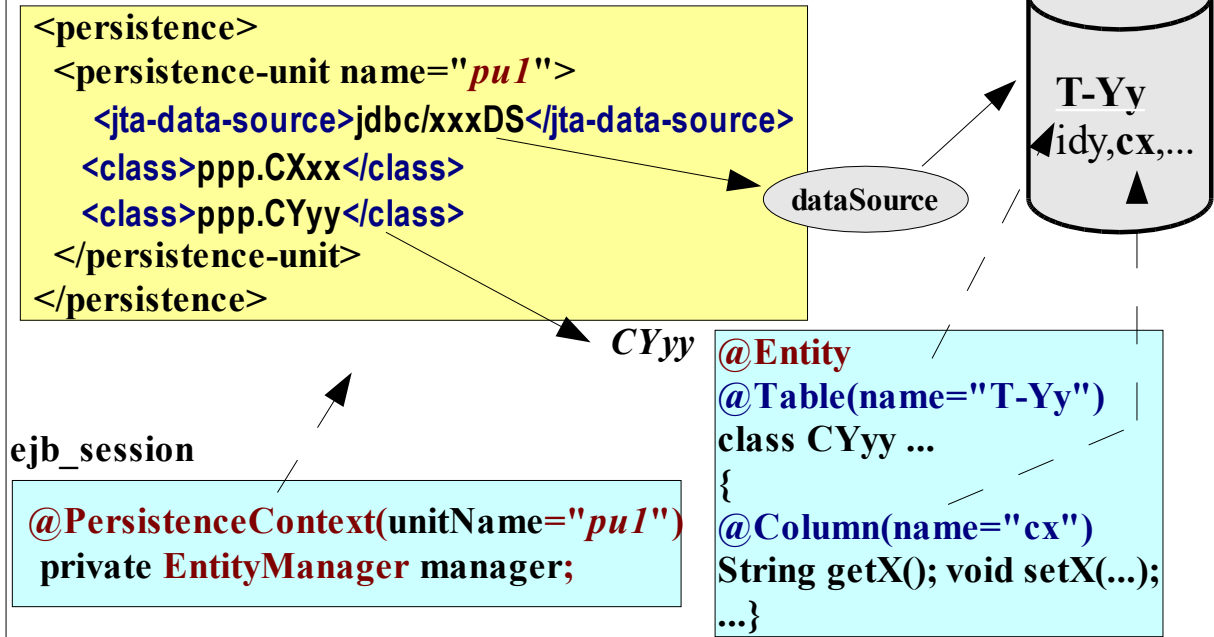 <persistence>
<persistence-unit name="pu1">
<jta-data-source>jdbc/xxxDS</jta-data-source>
<class>ppp.CXxx</class>
<class>ppp.CYyy</class>
</persistence-unit>
</persistence>
dataSource
T-Yy
idy,cx,...
CYyy
@Entity
@Table(name="T-Yy")
class CYyy ...
{
@Column(name="cx")
String getX(); void setX(...);
...}
ejb_session
@PersistenceContext(unitName="pu1")
private EntityManager manager;